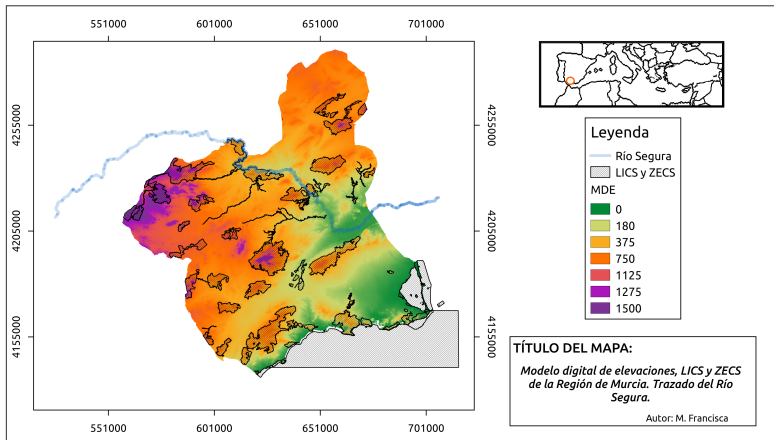 551000 601000 651000 701000
4255000
4205000
4155000
4255000
4205000
4155000
551000 601000 651000 701000
Leyenda
Río Segura
LICS y ZECS
MDE
0
180
375
750
1125
1275
1500
TÍTULO DEL MAPA:
Modelo digital de elevaciones, LICS y ZECS
de la Región de Murcia. Trazado del Río
Segura.
Autor: M. Francisca